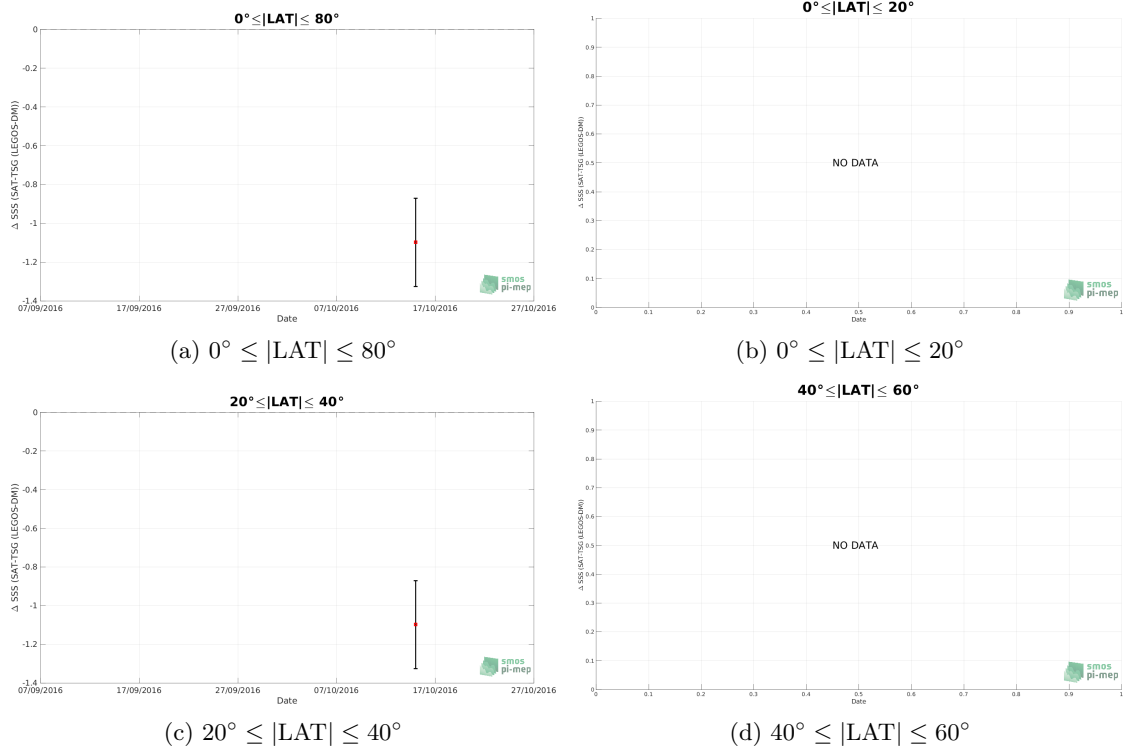 0°≤|LAT|≤ 80°
0
-0.2
-0.4
-0.6
-0.8
-1
-1.2
-1.4
Δ SSS (SAT-TSG (LEGOS-DM))
07/09/2016 17/09/2016 27/09/2016 07/10/2016 17/10/2016 27/10/2016
Date
smos
pi-mep
(a) 0° ≤ |LAT| ≤ 80°
0°≤|LAT|≤ 20°
1
0.9
0.8
0.7
0.6
0.5
0.4
0.3
0.2
0.1
0
Δ SSS (SAT-TSG (LEGOS-DM))
NO DATA
0 0.1 0.2 0.3 0.4 0.5 0.6 0.7 0.8 0.9 1
Date
smos
pi-mep
(b) 0° ≤ |LAT| ≤ 20°
20°≤|LAT|≤ 40°
0
-0.2
-0.4
-0.6
-0.8
-1
-1.2
-1.4
Δ SSS (SAT-TSG (LEGOS-DM))
07/09/2016 17/09/2016 27/09/2016 07/10/2016 17/10/2016 27/10/2016
Date
smos
pi-mep
(c) 20° ≤ |LAT| ≤ 40°
40°≤|LAT|≤ 60°
1
0.9
0.8
0.7
0.6
0.5
0.4
0.3
0.2
0.1
0
Δ SSS (SAT-TSG (LEGOS-DM))
NO DATA
0 0.1 0.2 0.3 0.4 0.5 0.6 0.7 0.8 0.9 1
Date
smos
pi-mep
(d) 40° ≤ |LAT| ≤ 60°